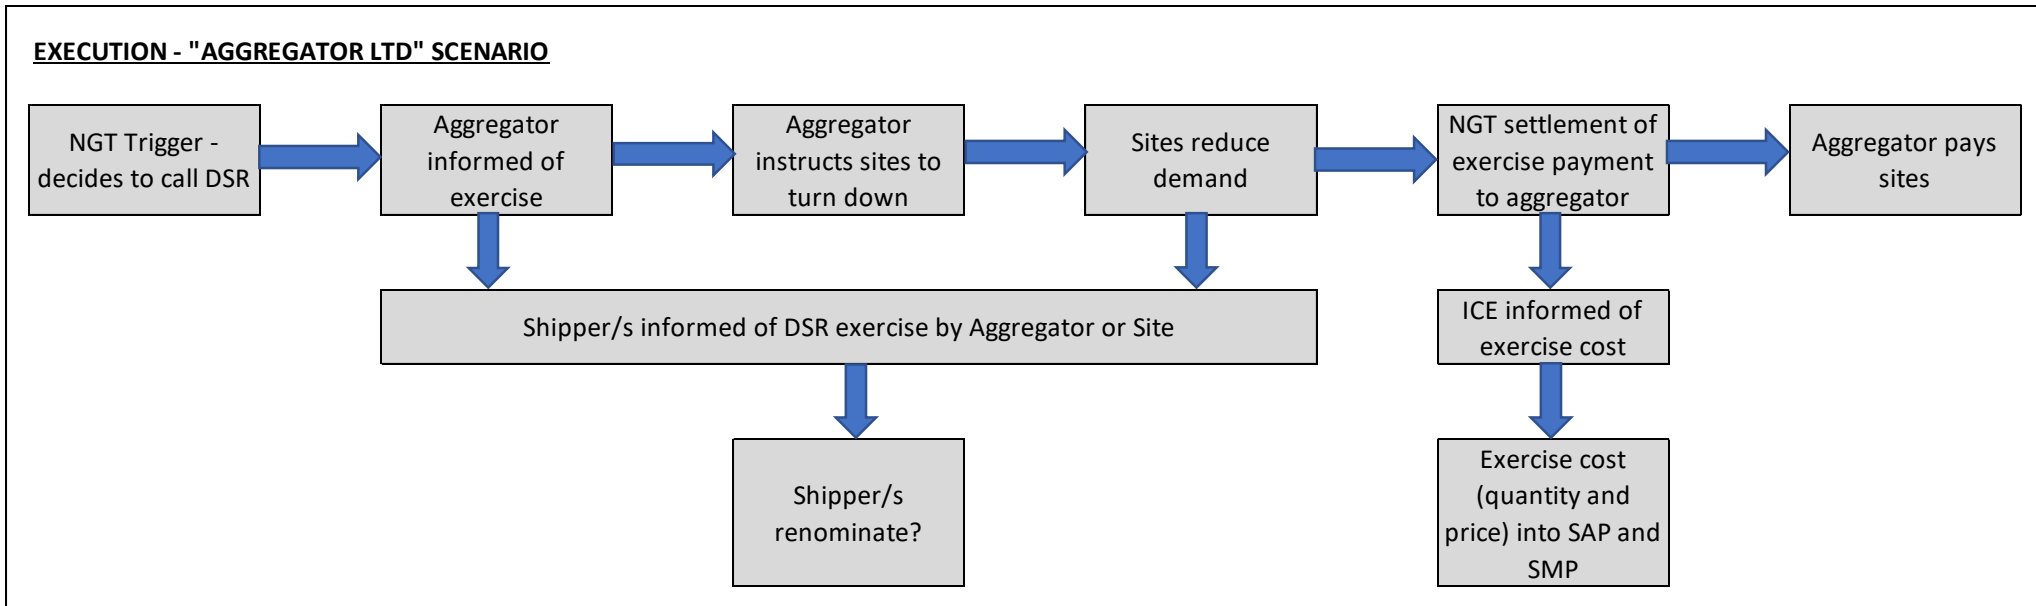 EXECUTION - "AGGREGATOR LTD" SCENARIO
NGT Trigger -
decides to call DSR
Aggregator
informed of
exercise
Aggregator
instructs sites to
turn down
Sites reduce
demand
NGT settlement of
exercise payment
to aggregator
Aggregator pays
sites
Shipper/s informed of DSR exercise by Aggregator or Site
ICE informed of
exercise cost
Shipper/s
renominate?
Exercise cost
(quantity and
price) into SAP and
SMP